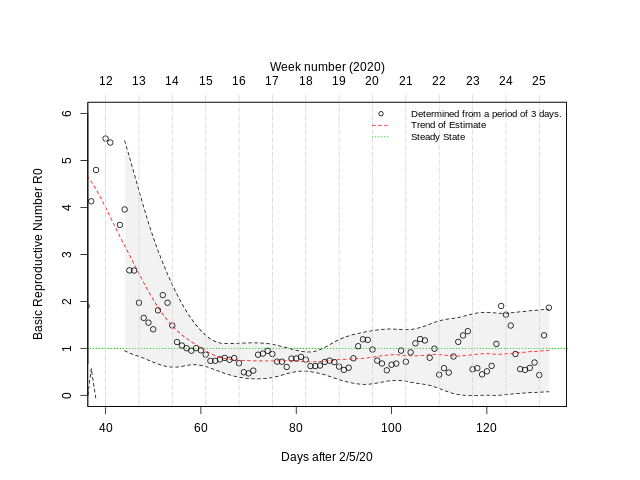 Week number (2020)
12 13 14 15 16 17 18 19 20 21 22 23 24 25
Determined from a period of 3 days.
Trend of Estimate
Steady State
Basic Reproductive Number R0
6
5
4
3
2
1
0
40 60 80 100 120
Days after 2/5/20